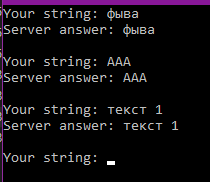 Your string: фыва
Server answer: фыва
Your string: AAA
Server answer: AAA
Your string: текст 1
Server answer: текст 1
Your string: